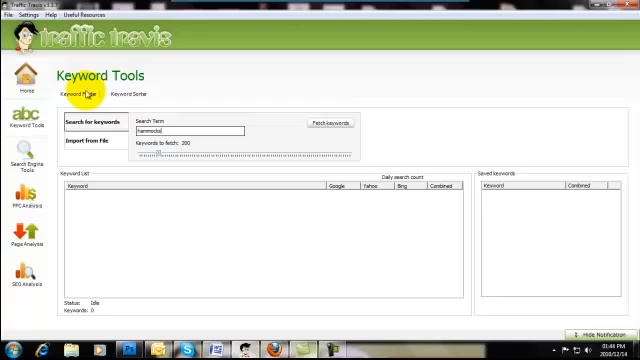 Traffic Travis v3.3.
File Settings Help Useful Resources
traffic travis
Home
Keyword Tools
Search Engine Tools
PPC Analysis
Page Analysis
SEO Analysis
Keyword Tools
Keyword Finder Keyword Sorter
Search for keywords
Import from File
Search Term
hammocks
Fetch keywords
Keywords to fetch: 200
Keyword List
Daily search count
Keyword Google Yahoo Bing Combined
Saved keywords
Keyword Combined
Status: Idle
Keywords: 0
Hide Notification
01:44 PM
2010/12/14